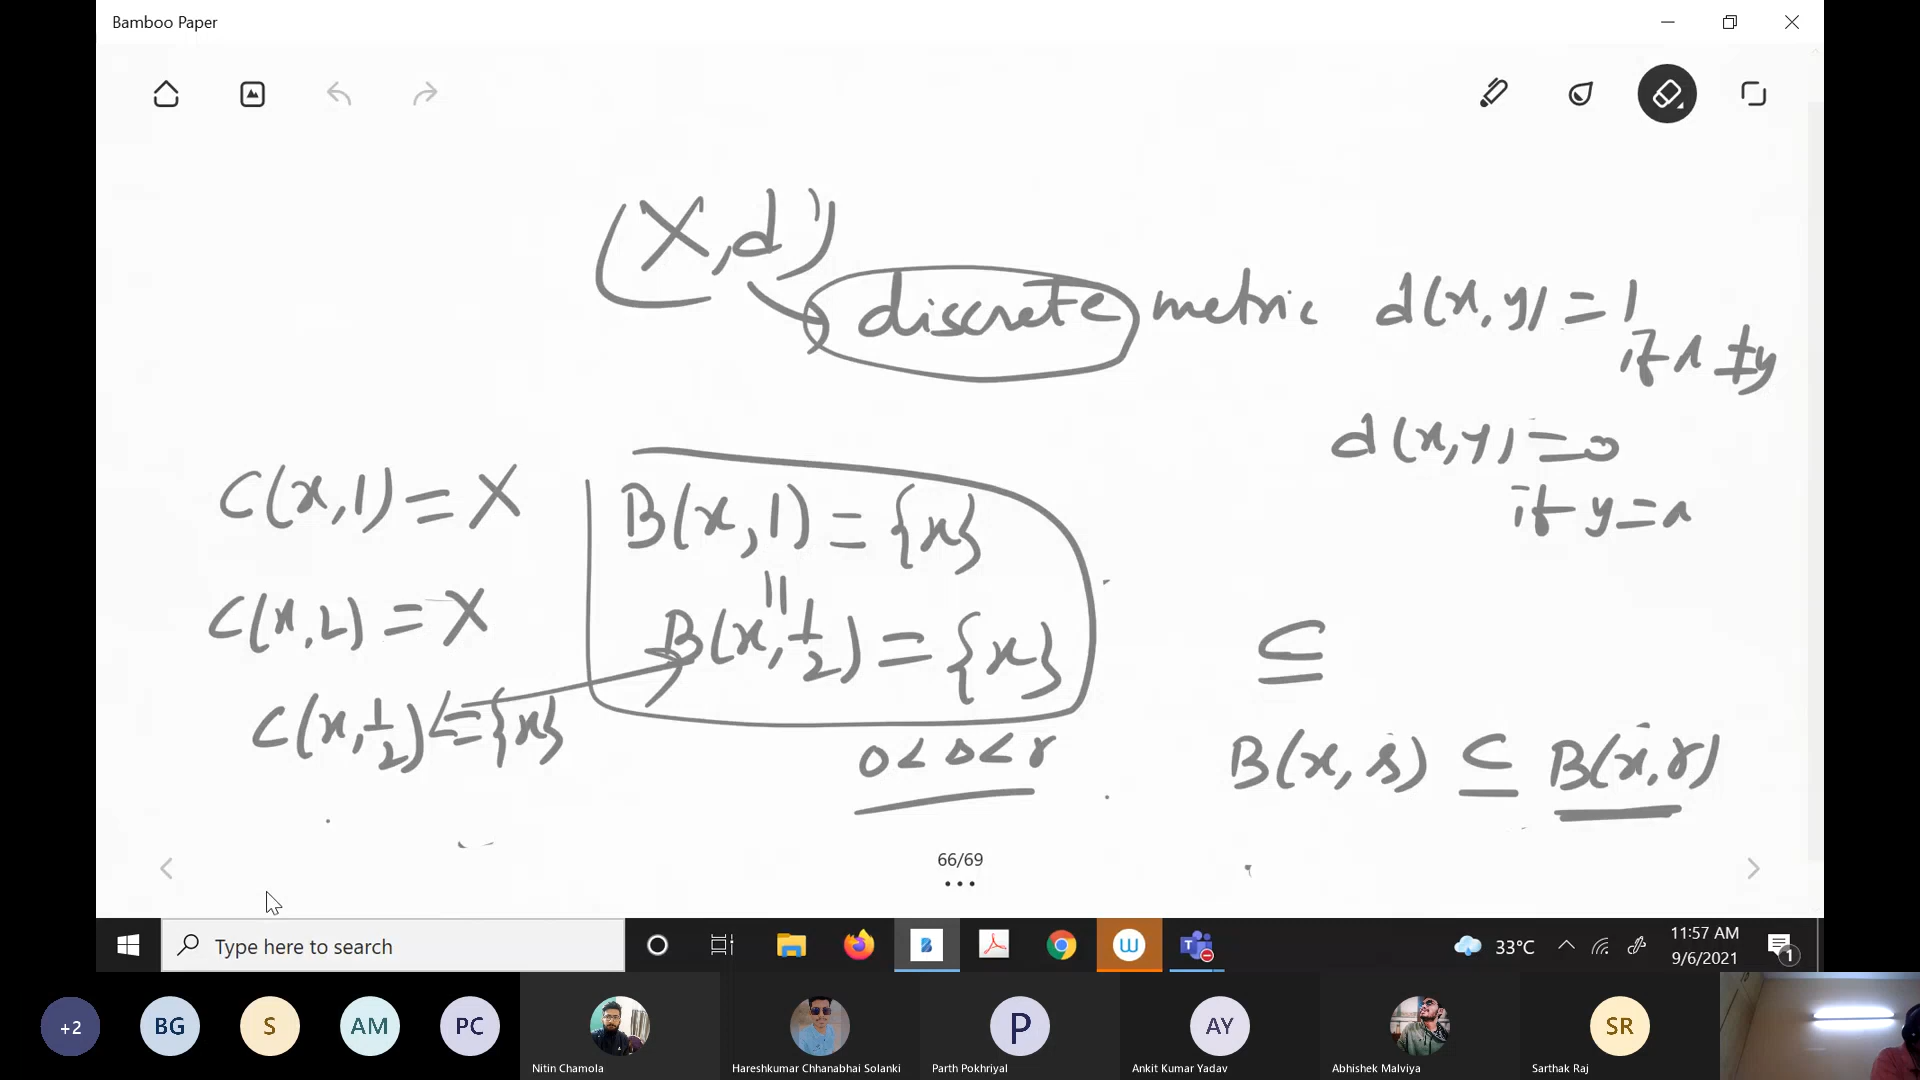 Bamboo Paper
(X, d)
discrete metric d(x, y) = 1
if x ≠ y
d(x, y) = 0
if y = x
C(x, 1) = X
B(x, 1) = {x}
C(x, 2) = X
B(x, 1/2) = {x}
⊆
C(x, 1/2) = {x}
0 < s < r
B(x, s) ⊆ B(x, r)
66/69
Type here to search
33°C
11:57 AM
9/6/2021
1
+2
BG
S
AM
PC
P
AY
SR
Nitin Chamola
Hareshkumar Chhanabhai Solanki
Parth Pokhriyal
Ankit Kumar Yadav
Abhishek Malviya
Sarthak Raj